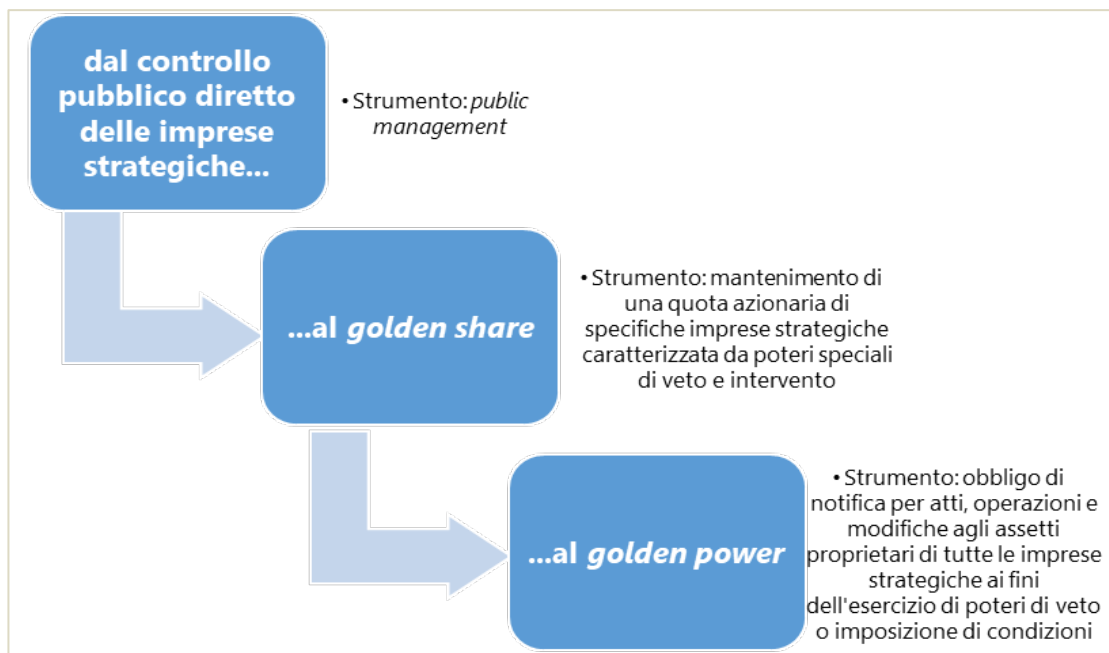 dal controllo
pubblico diretto
delle imprese
strategiche...
• Strumento: public
management
...al golden share
• Strumento: mantenimento di
una quota azionaria di
specifiche imprese strategiche
caratterizzata da poteri speciali
di veto e intervento
...al golden power
• Strumento: obbligo di
notifica per atti, operazioni e
modifiche agli assetti
proprietari di tutte le imprese
strategiche ai fini
dell'esercizio di poteri di veto
o imposizione di condizioni